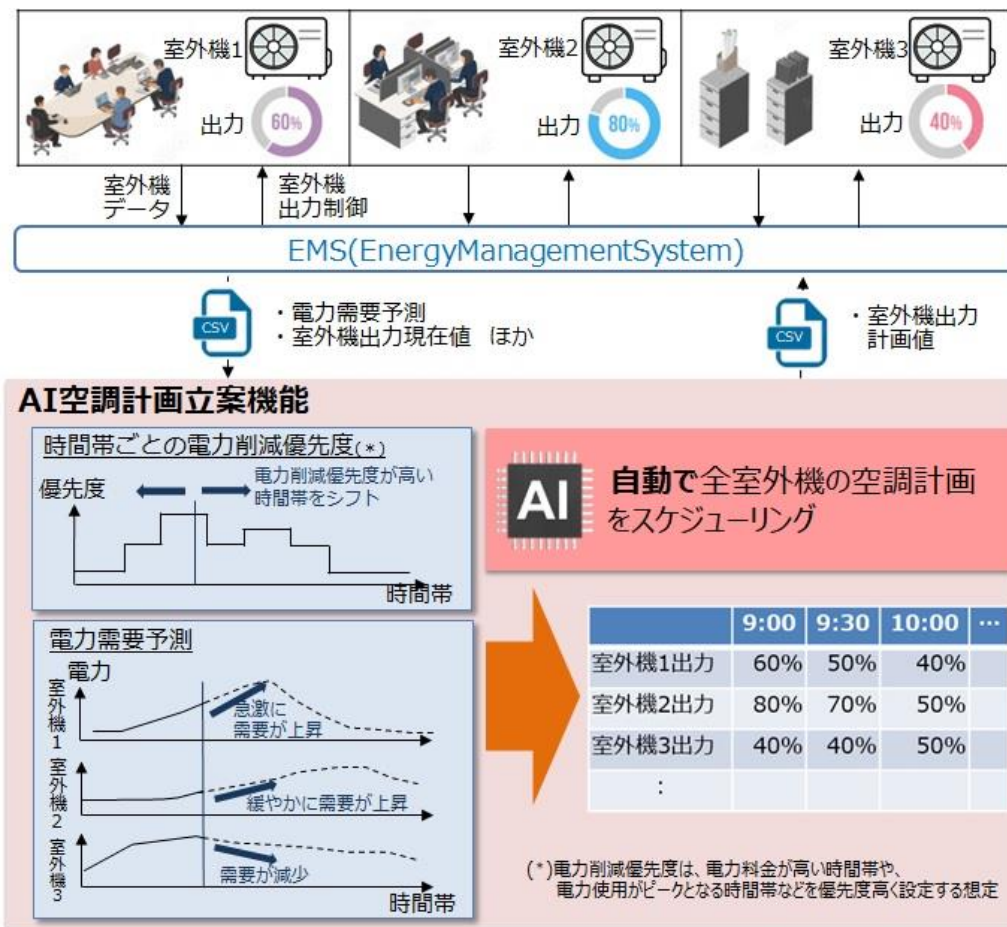 室外機1
室外機2
室外機3
出力
60%
出力
80%
出力
40%
室外機
データ
室外機
出力制御
EMS(EnergyManagementSystem)
CSV
・電力需要予測
・室外機出力現在値 ほか
CSV
・室外機出力
計画値
AI空調計画立案機能
時間帯ごとの電力削減優先度(*)
優先度
電力削減優先度が高い
時間帯をシフト
時間帯
電力需要予測
電力
室外機1
急激に
需要が上昇
室外機2
緩やかに需要が上昇
室外機3
需要が減少
時間帯
AI
自動で全室外機の空調計画
をスケジューリング
9:00 9:30 10:00 …
室外機1出力 60% 50% 40%
室外機2出力 80% 70% 50%
室外機3出力 40% 40% 50%
：
(*)電力削減優先度は、電力料金が高い時間帯や、
電力使用がピークとなる時間帯などを優先度高く設定する想定